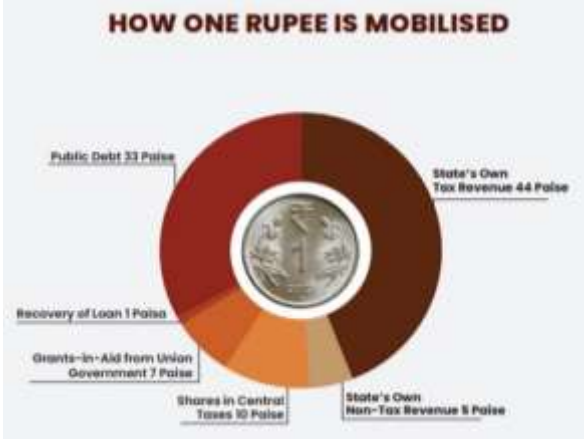 HOW ONE RUPEE IS MOBILISED
Public Debt 33 Paise
State's Own
Tax Revenue 44 Paise
₹
1
Recovery of Loan 1 Paisa
Grants-in-Aid from Union
Government 7 Paise
Shares in Central
Taxes 10 Paise
State's Own
Non-Tax Revenue 5 Paise